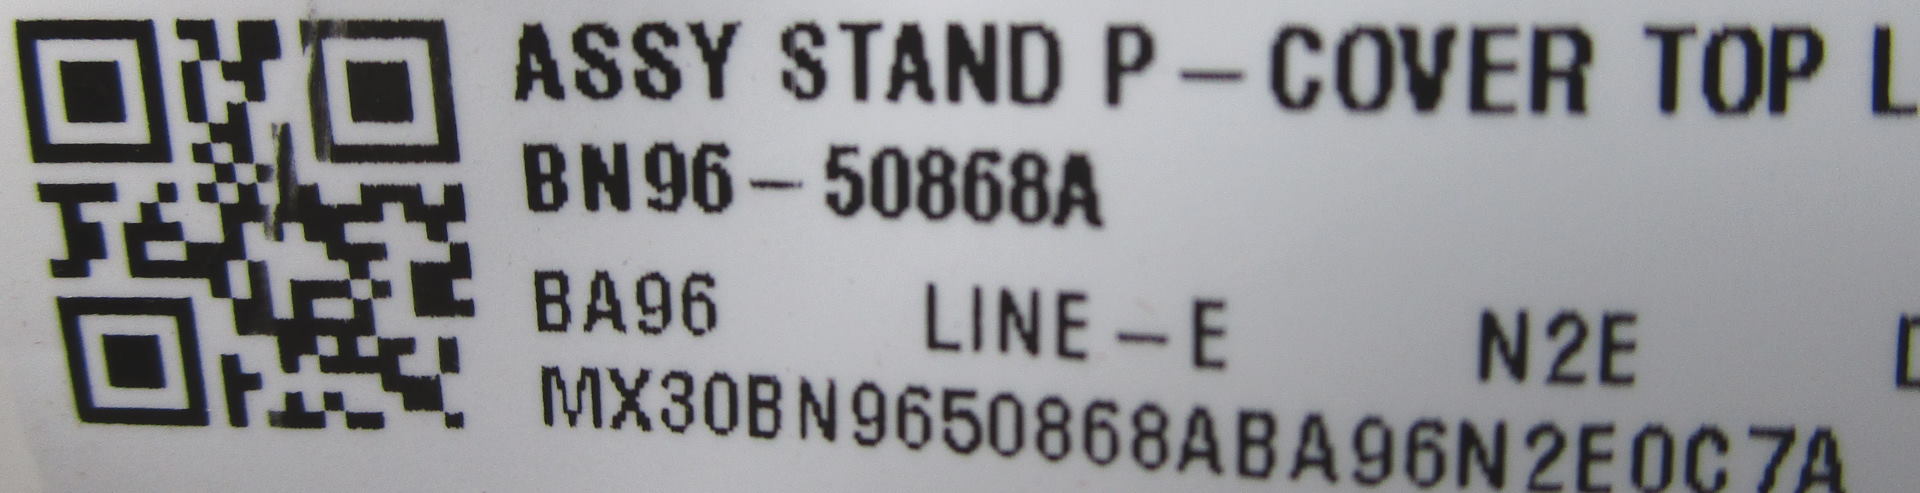 ASSY STAND P-COVER TOP L
BN96-50868A
BA96 LINE-E N2E
MX30BN9650868ABA96N2E0C7A